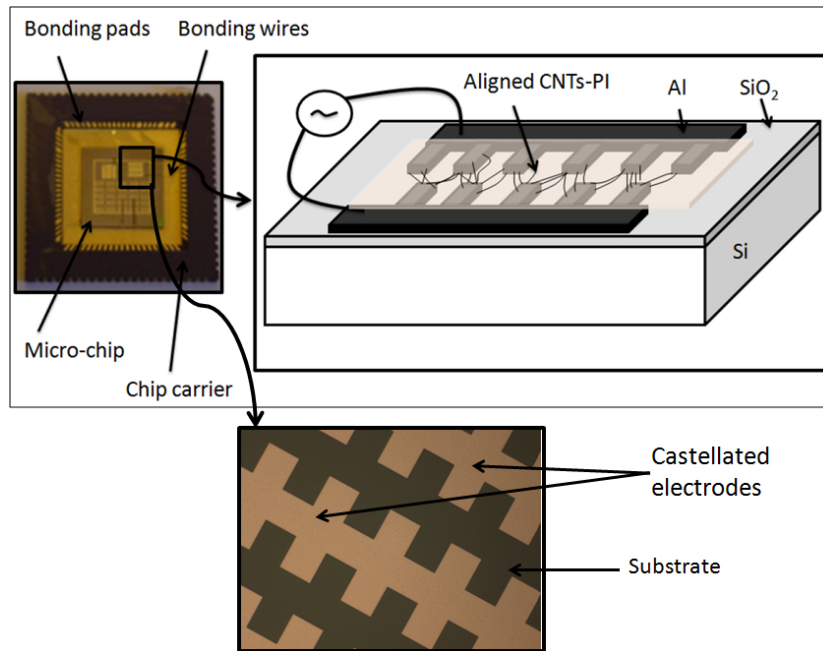 Bonding pads
Bonding wires
Aligned CNTs-PI
Al
SiO₂
Si
Micro-chip
Chip carrier
Castellated
electrodes
Substrate